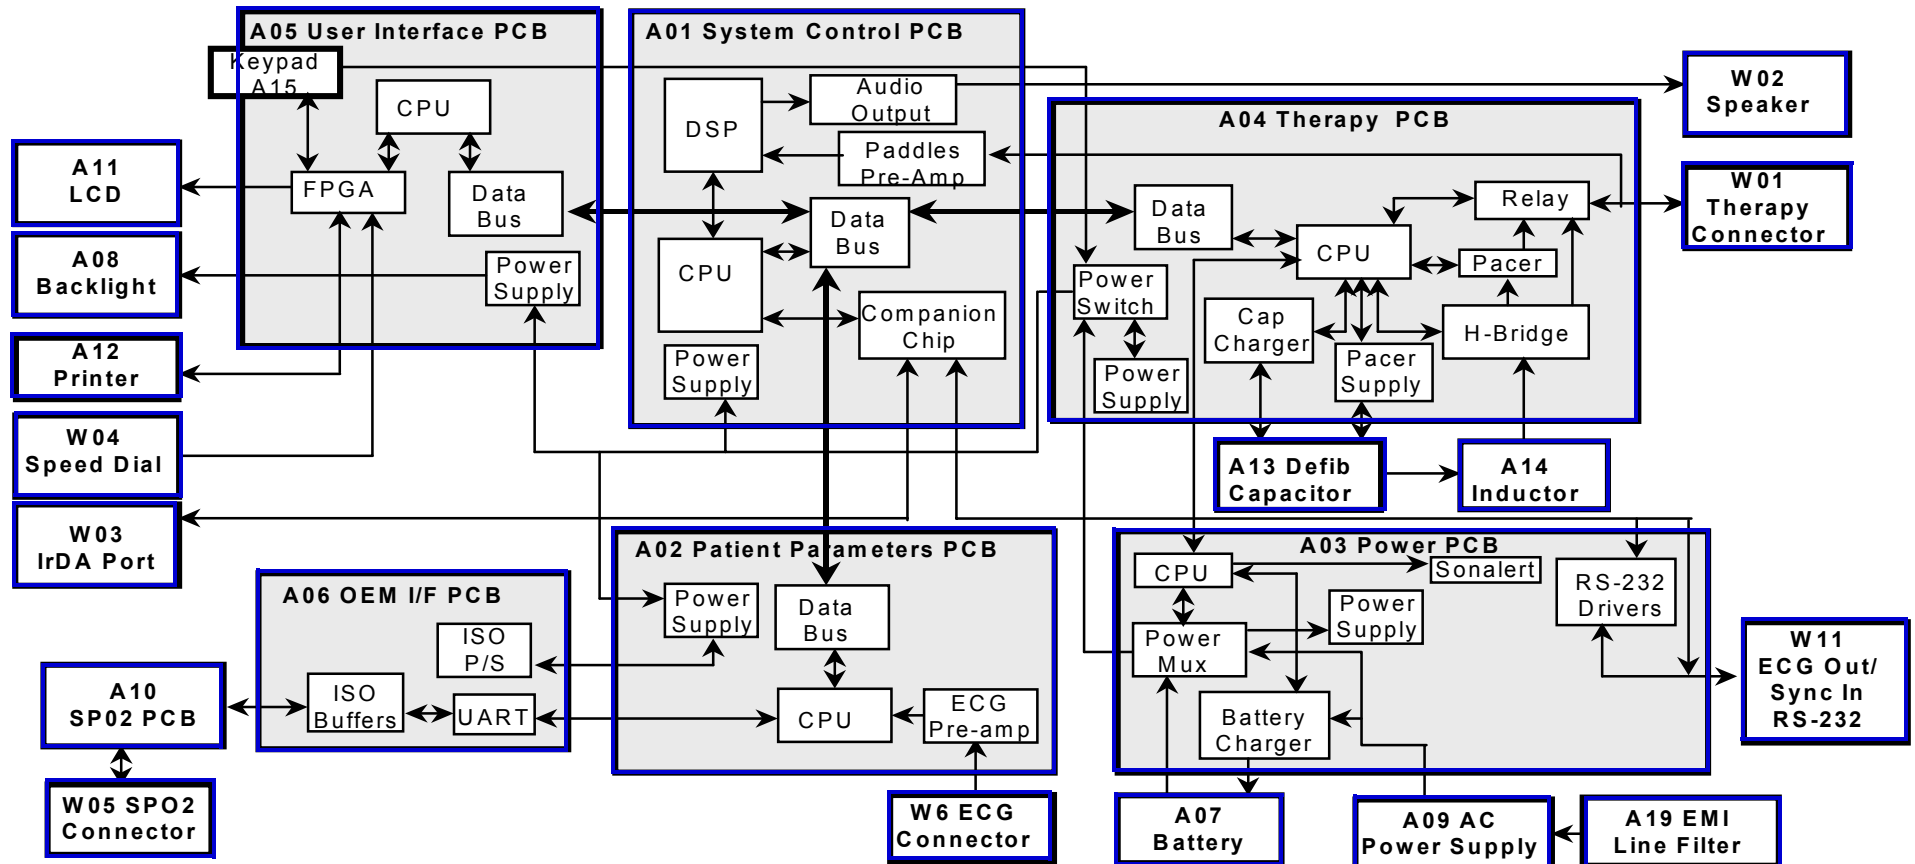 A05 User Interface PCB
Keypad
A15
CPU
FPGA
Data
Bus
Power
Supply
A11
LCD
A08
Backlight
A12
Printer
W04
Speed Dial
W03
IrDA Port
A01 System Control PCB
DSP
Audio
Output
Paddles
Pre-Amp
Data
Bus
CPU
Companion
Chip
Power
Supply
A04 Therapy PCB
Data
Bus
Relay
CPU
Pacer
Power
Switch
Cap
Charger
H-Bridge
Pacer
Supply
Power
Supply
W02
Speaker
W01
Therapy
Connector
A13 Defib
Capacitor
A14
Inductor
A02 Patient Parameters PCB
Power
Supply
Data
Bus
CPU
ECG
Pre-amp
A06 OEM I/F PCB
ISO
P/S
ISO
Buffers
UART
A10
SP02 PCB
W05 SPO2
Connector
W6 ECG
Connector
A03 Power PCB
CPU
Sonalert
RS-232
Drivers
Power
Supply
Power
Mux
Battery
Charger
W11
ECG Out/
Sync In
RS-232
A07
Battery
A09 AC
Power Supply
A19 EMI
Line Filter